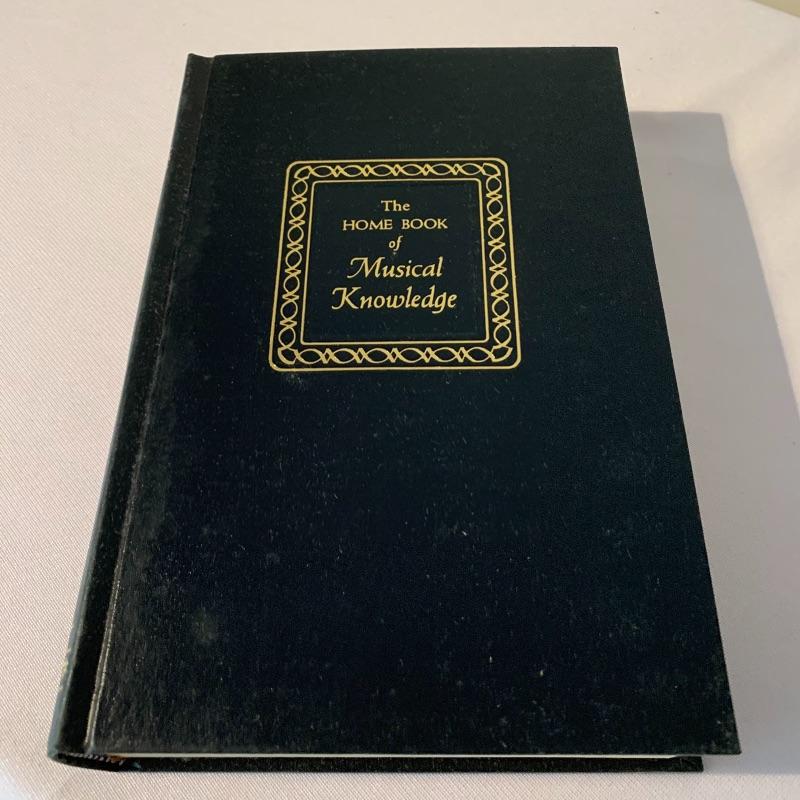 The
HOME BOOK
of
Musical
Knowledge